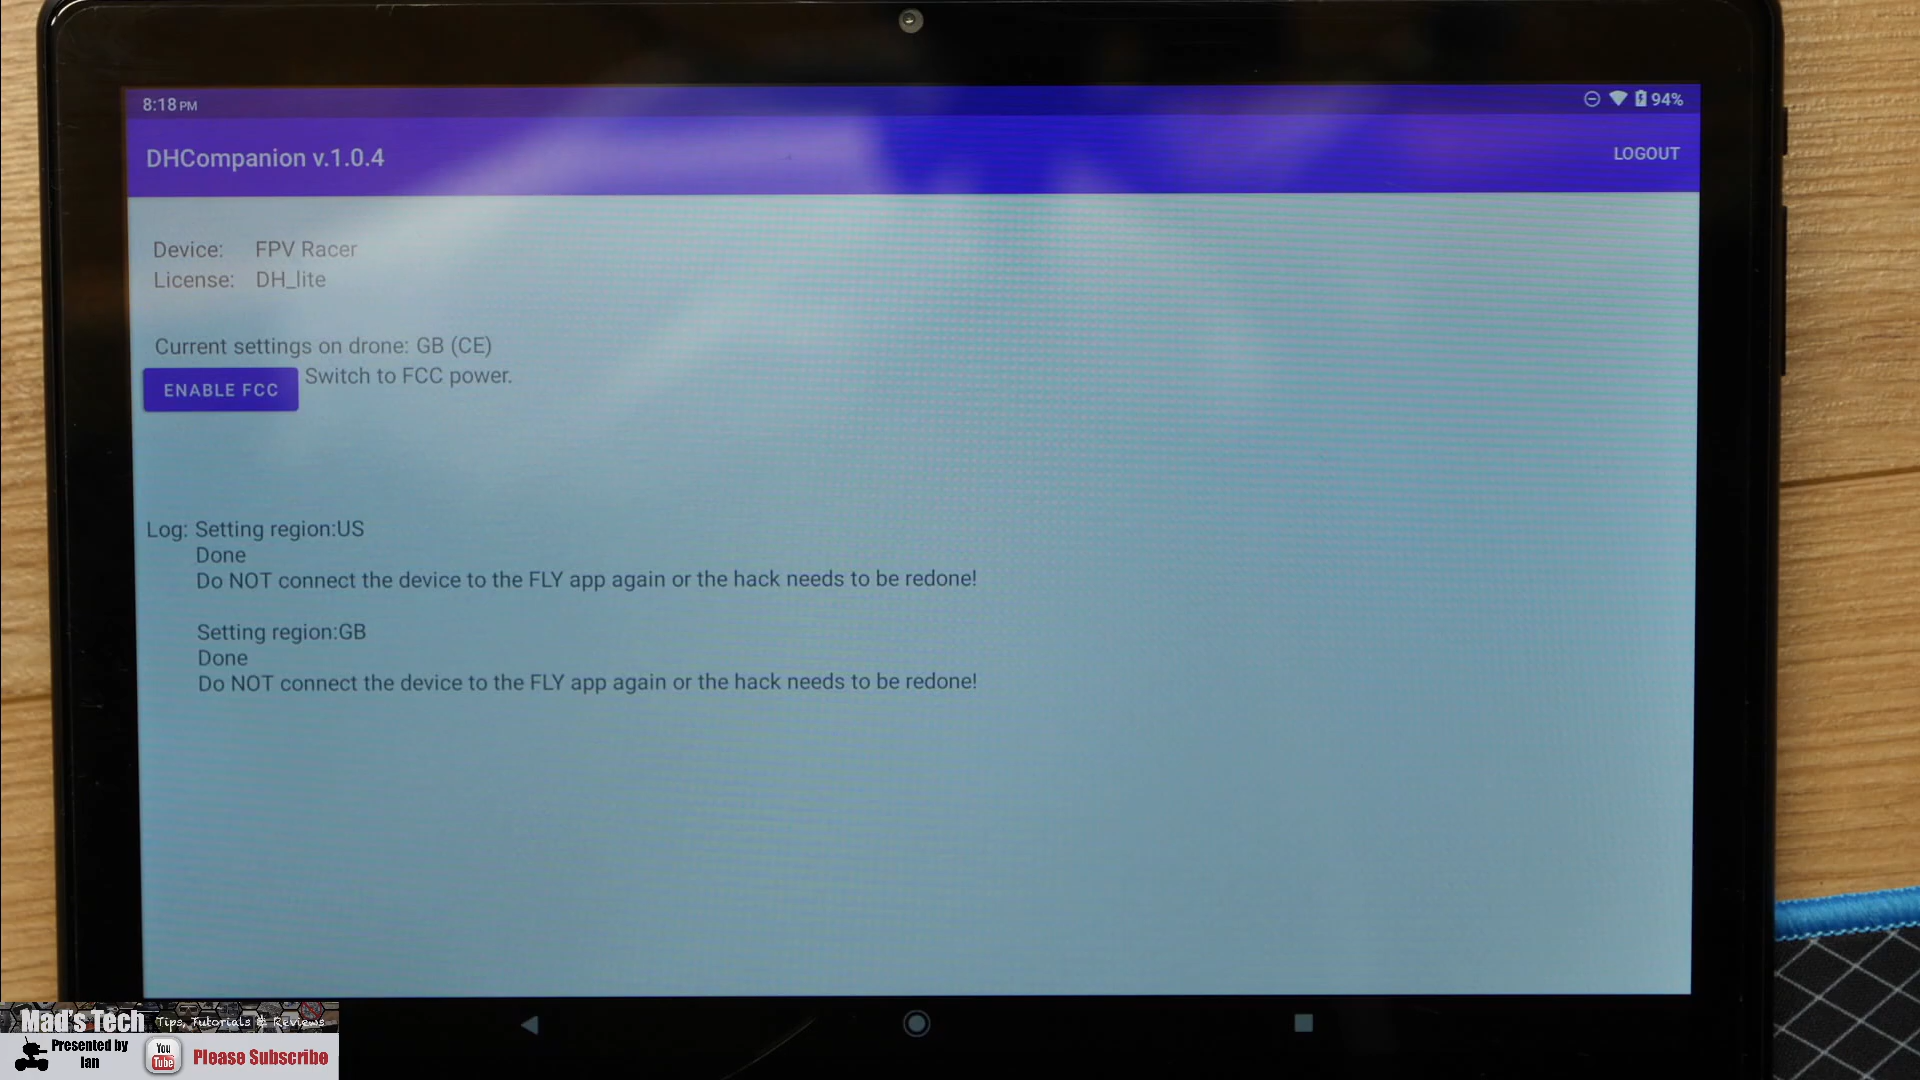 8:18 PM
94%
DHCompanion v.1.0.4
LOGOUT
Device: FPV Racer
License: DH_lite
Current settings on drone: GB (CE)
ENABLE FCC Switch to FCC power.
Log: Setting region:US
Done
Do NOT connect the device to the FLY app again or the hack needs to be redone!
Setting region:GB
Done
Do NOT connect the device to the FLY app again or the hack needs to be redone!
Mad's Tech Tips, Tutorials & Reviews
Presented by
Ian
You
Tube
Please Subscribe